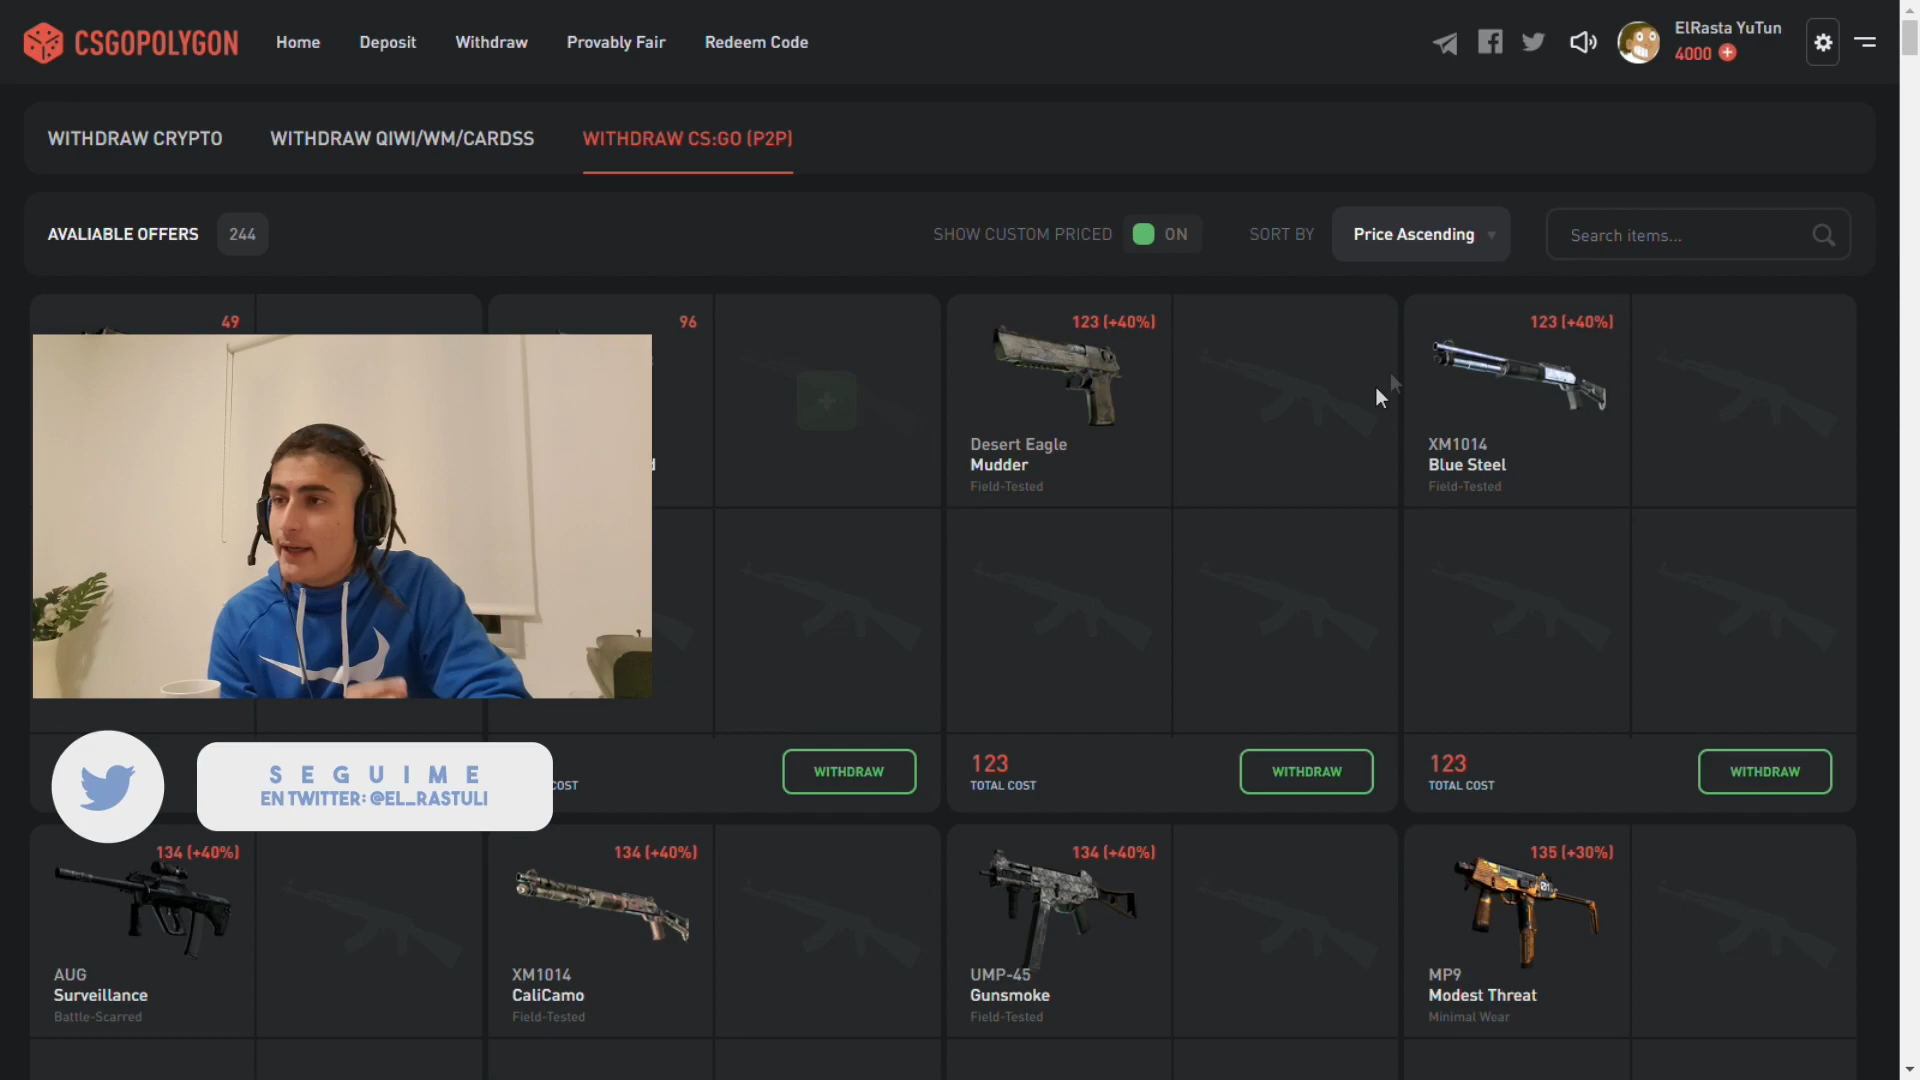 CSGOPOLYGON
Home
Deposit
Withdraw
Provably Fair
Redeem Code
ElRasta YuTun
4000
WITHDRAW CRYPTO
WITHDRAW QIWI/WM/CARDSS
WITHDRAW CS:GO (P2P)
AVALIABLE OFFERS
244
SHOW CUSTOM PRICED
ON
SORT BY
Price Ascending
Search items...
49
96
123 (+40%)
Desert Eagle
Mudder
Field-Tested
123 (+40%)
XM1014
Blue Steel
Field-Tested
COST
WITHDRAW
123
TOTAL COST
WITHDRAW
123
TOTAL COST
WITHDRAW
SEGUIME
EN TWITTER: @EL_RASTULI
134 (+40%)
AUG
Surveillance
Battle-Scarred
134 (+40%)
XM1014
CaliCamo
Field-Tested
134 (+40%)
UMP-45
Gunsmoke
Field-Tested
135 (+30%)
MP9
Modest Threat
Minimal Wear